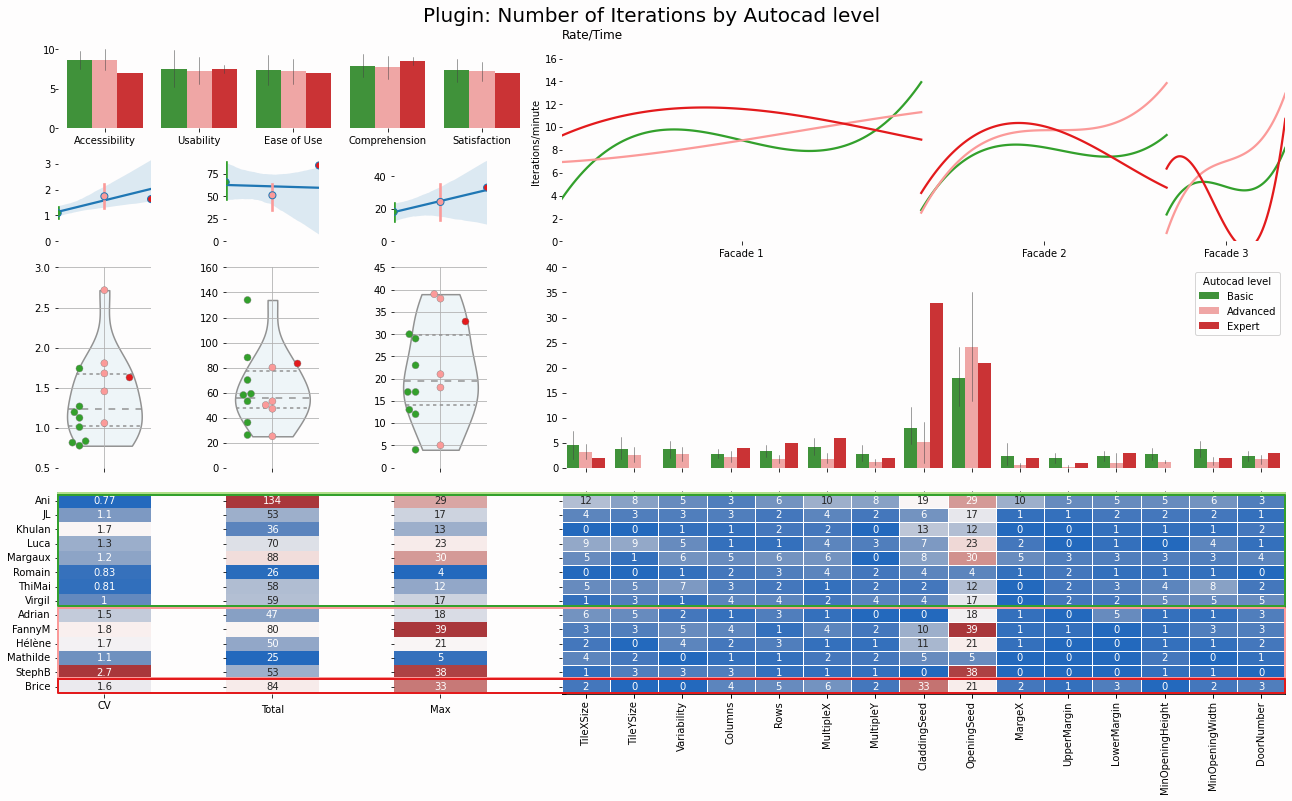 Plugin: Number of Iterations by Autocad level
Rate/Time
10
5
0
Accessibility Usability Ease of Use Comprehension Satisfaction
Iterations/minute
16
14
12
10
8
6
4
2
0
Facade 1 Facade 2 Facade 3
3
2
1
0
75
50
25
0
40
20
0
3.0
2.5
2.0
1.5
1.0
0.5
160
140
120
100
80
60
40
20
0
45
40
35
30
25
20
15
10
5
0
40
35
30
25
20
15
10
5
0
Autocad level
Basic
Advanced
Expert
Ani 0.77 134 29 12 8 5 3 6 10 8 19 29 10 5 5 5 6 3
JL 1.1 53 17 4 3 3 3 2 4 2 6 17 1 1 2 2 2 1
Khulan 1.7 36 13 0 0 1 1 2 2 0 13 12 0 0 1 1 1 2
Luca 1.3 70 23 9 9 5 1 1 4 3 7 23 2 0 1 0 4 1
Margaux 1.2 88 30 5 1 6 5 6 6 0 8 30 5 3 3 3 3 4
Romain 0.83 26 4 0 0 1 2 3 4 2 4 4 1 2 1 1 1 0
ThiMai 0.81 58 12 5 5 7 3 2 1 2 2 12 0 2 3 4 8 2
Virgil 1 59 17 1 3 1 4 4 2 4 4 17 0 2 2 5 5 5
Adrian 1.5 47 18 6 5 2 1 3 1 0 0 18 1 0 5 1 1 3
FannyM 1.8 80 39 3 3 5 4 1 4 2 10 39 1 1 0 1 3 3
Hélène 1.7 50 21 2 0 4 2 3 1 1 11 21 1 0 0 1 1 2
Mathilde 1.1 25 5 4 2 0 1 1 2 2 5 5 0 0 0 2 0 1
StephB 2.7 53 38 1 3 3 3 1 1 1 0 38 0 0 0 1 1 0
Brice 1.6 84 33 2 0 0 4 5 6 2 33 21 2 1 3 0 2 3
CV Total Max
TileXSize
TileYSize
Variability
Columns
Rows
MultipleX
MultipleY
CladdingSeed
OpeningSeed
MargeX
UpperMargin
LowerMargin
MinOpeningHeight
MinOpeningWidth
DoorNumber